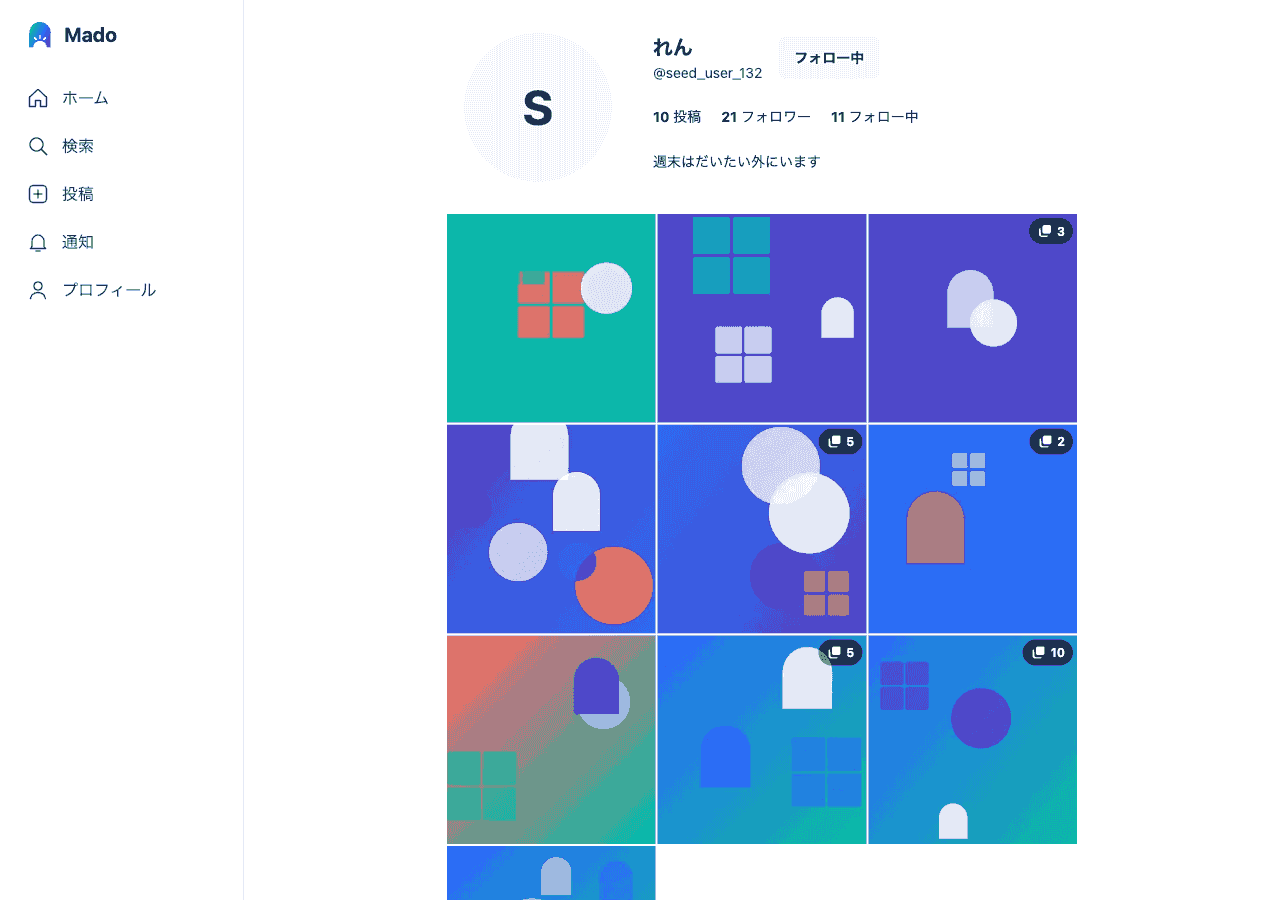 Mado
ホーム
検索
投稿
通知
プロフィール
S
れん
フォロー中
@seed_user_132
10 投稿 21 フォロワー 11 フォロー中
週末はだいたい外にいます
3
5
2
5
10